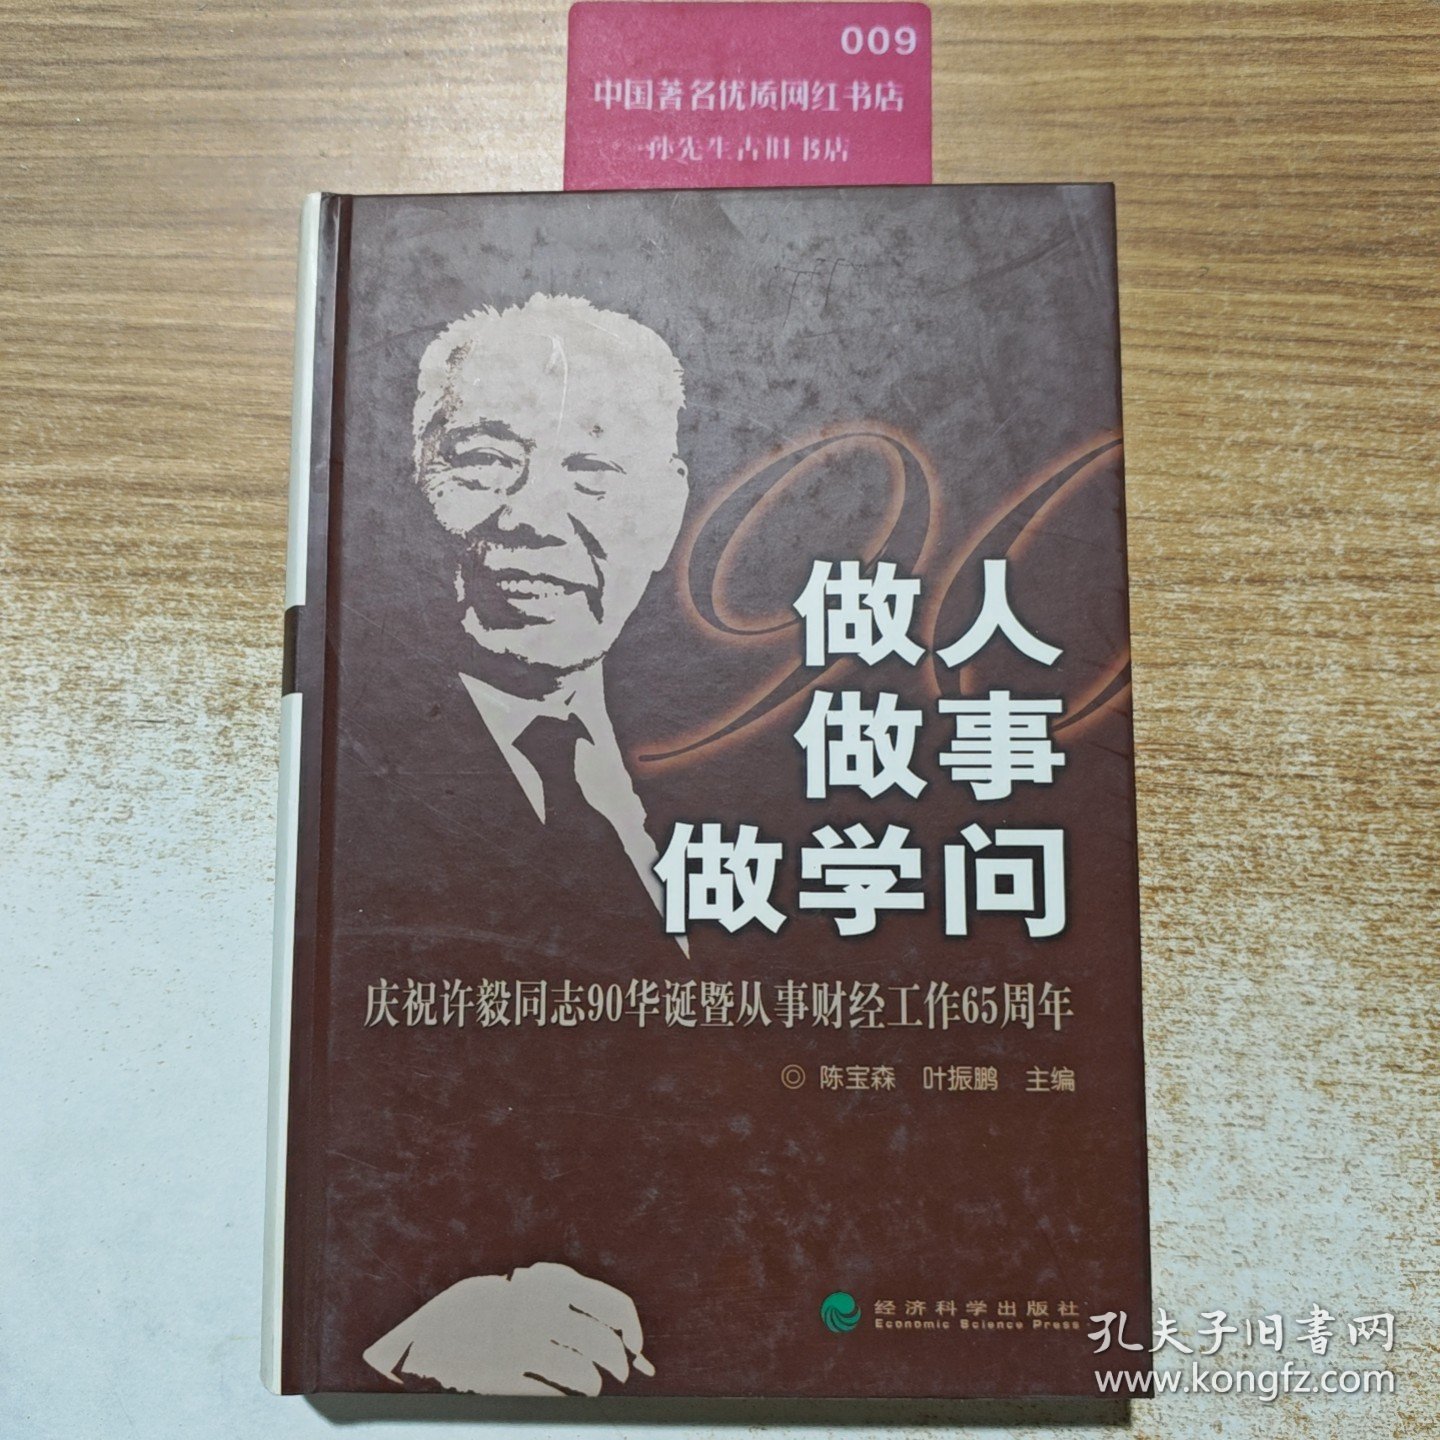 009
中国著名优质网红书店
孙先生古旧书店
90
做人
做事
做学问
庆祝许毅同志90华诞暨从事财经工作65周年
◎ 陈宝森 叶振鹏 主编
经济科学出版社
Economic Science Press
孔夫子旧書网
www.kongfz.com